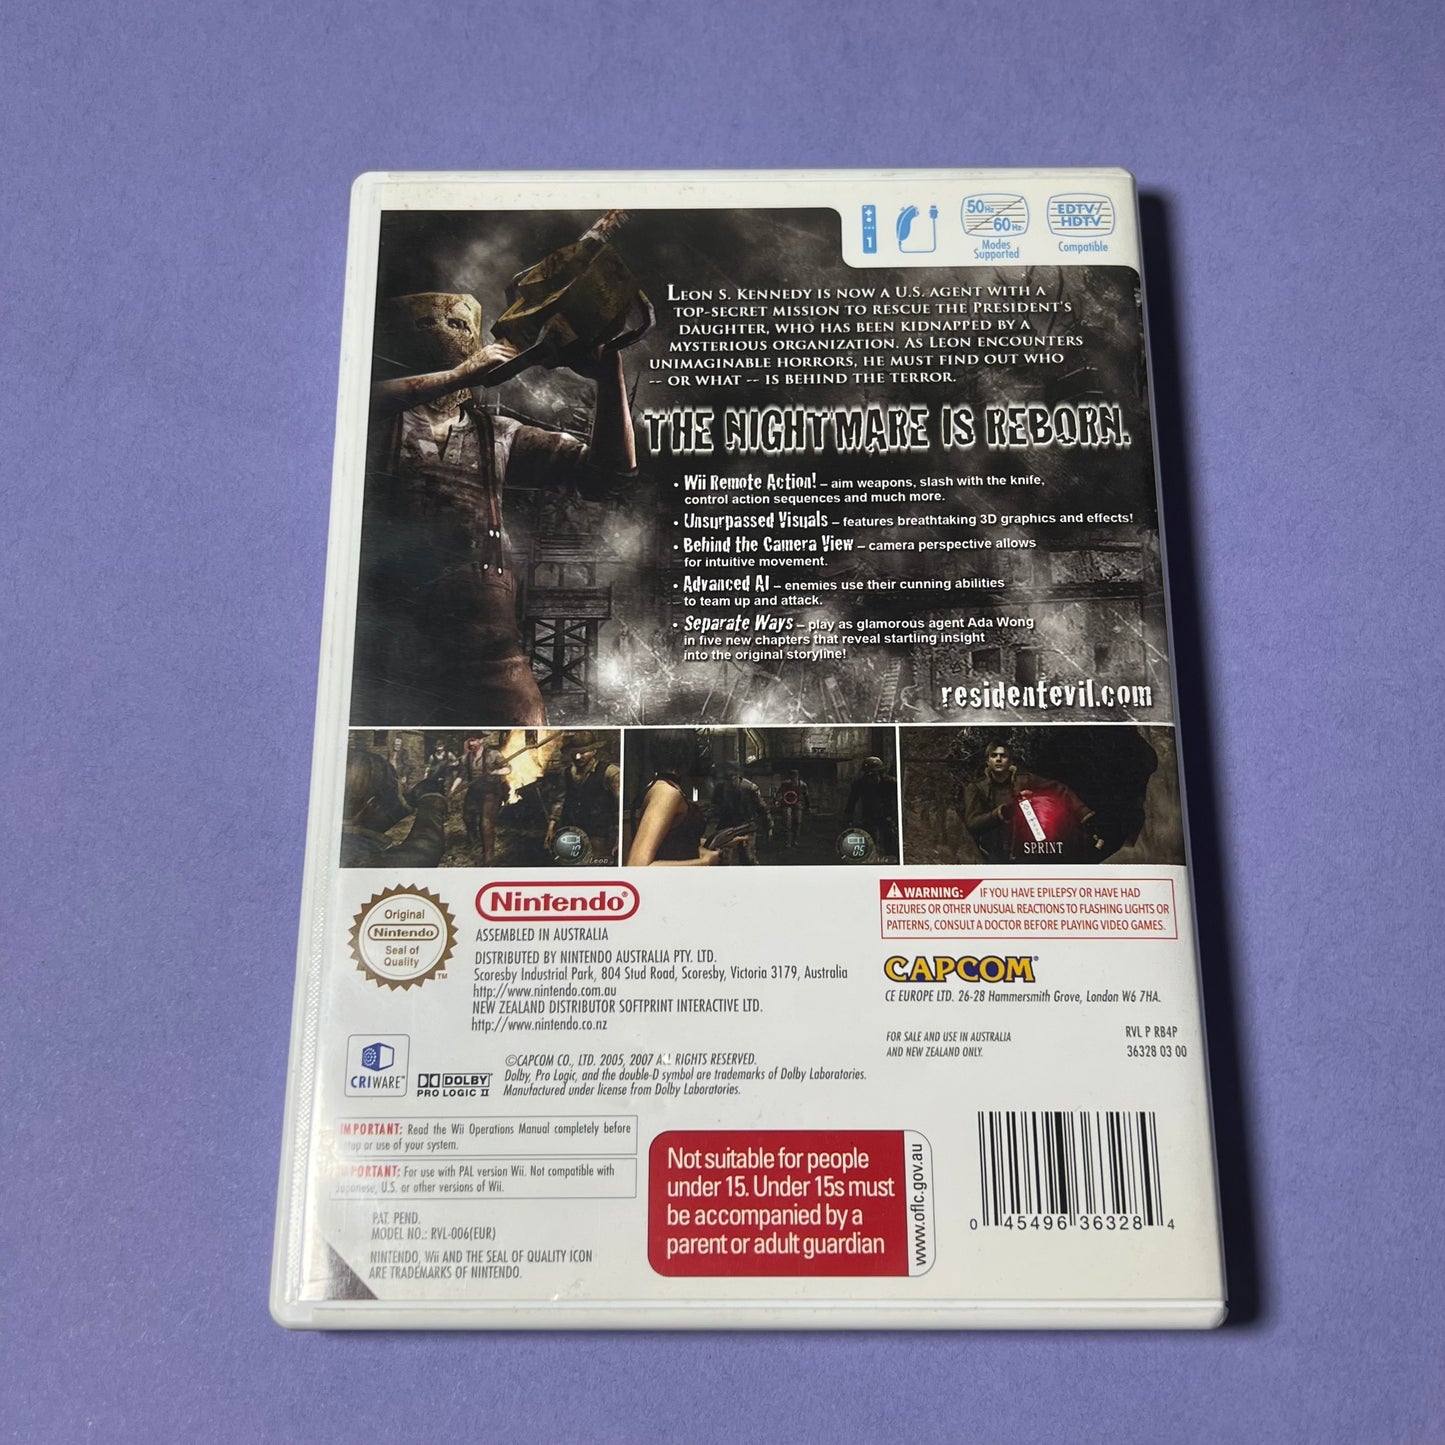 1
50Hz
60Hz
Modes
Supported
EDTV/
HDTV
Compatible
LEON S. KENNEDY IS NOW A U.S. AGENT WITH A
TOP-SECRET MISSION TO RESCUE THE PRESIDENT'S
DAUGHTER, WHO HAS BEEN KIDNAPPED BY A
MYSTERIOUS ORGANIZATION. AS LEON ENCOUNTERS
UNIMAGINABLE HORRORS, HE MUST FIND OUT WHO
-- OR WHAT -- IS BEHIND THE TERROR.
THE NIGHTMARE IS REBORN.
• Wii Remote Action! – aim weapons, slash with the knife,
control action sequences and much more.
• Unsurpassed Visuals – features breathtaking 3D graphics and effects!
• Behind the Camera View – camera perspective allows
for intuitive movement.
• Advanced AI – enemies use their cunning abilities
to team up and attack.
• Separate Ways – play as glamorous agent Ada Wong
in five new chapters that reveal startling insight
into the original storyline!
residentevil.com
10
Leon
06
Ada
SPRINT
Original
Nintendo
Seal of
Quality
TM
Nintendo®
ASSEMBLED IN AUSTRALIA
DISTRIBUTED BY NINTENDO AUSTRALIA PTY. LTD.
Scoresby Industrial Park, 804 Stud Road, Scoresby, Victoria 3179, Australia
http://www.nintendo.com.au
NEW ZEALAND DISTRIBUTOR SOFTPRINT INTERACTIVE LTD.
http://www.nintendo.co.nz
WARNING: IF YOU HAVE EPILEPSY OR HAVE HAD
SEIZURES OR OTHER UNUSUAL REACTIONS TO FLASHING LIGHTS OR
PATTERNS, CONSULT A DOCTOR BEFORE PLAYING VIDEO GAMES.
CAPCOM®
CE EUROPE LTD. 26-28 Hammersmith Grove, London W6 7HA.
FOR SALE AND USE IN AUSTRALIA
AND NEW ZEALAND ONLY.
RVL P RB4P
36328 03 00
CRIWARE™
DOLBY
PRO LOGIC II
©CAPCOM CO., LTD. 2005, 2007 ALL RIGHTS RESERVED.
Dolby, Pro Logic, and the double-D symbol are trademarks of Dolby Laboratories.
Manufactured under license from Dolby Laboratories.
IMPORTANT: Read the Wii Operations Manual completely before
or use of your system.
IMPORTANT: For use with PAL version Wii. Not compatible with
Japanese, U.S. or other versions of Wii.
PAT. PEND.
MODEL NO.: RVL-006(EUR)
NINTENDO, Wii AND THE SEAL OF QUALITY ICON
ARE TRADEMARKS OF NINTENDO.
Not suitable for people
under 15. Under 15s must
be accompanied by a
parent or adult guardian
www.oflc.gov.au
0 45496 36328 4